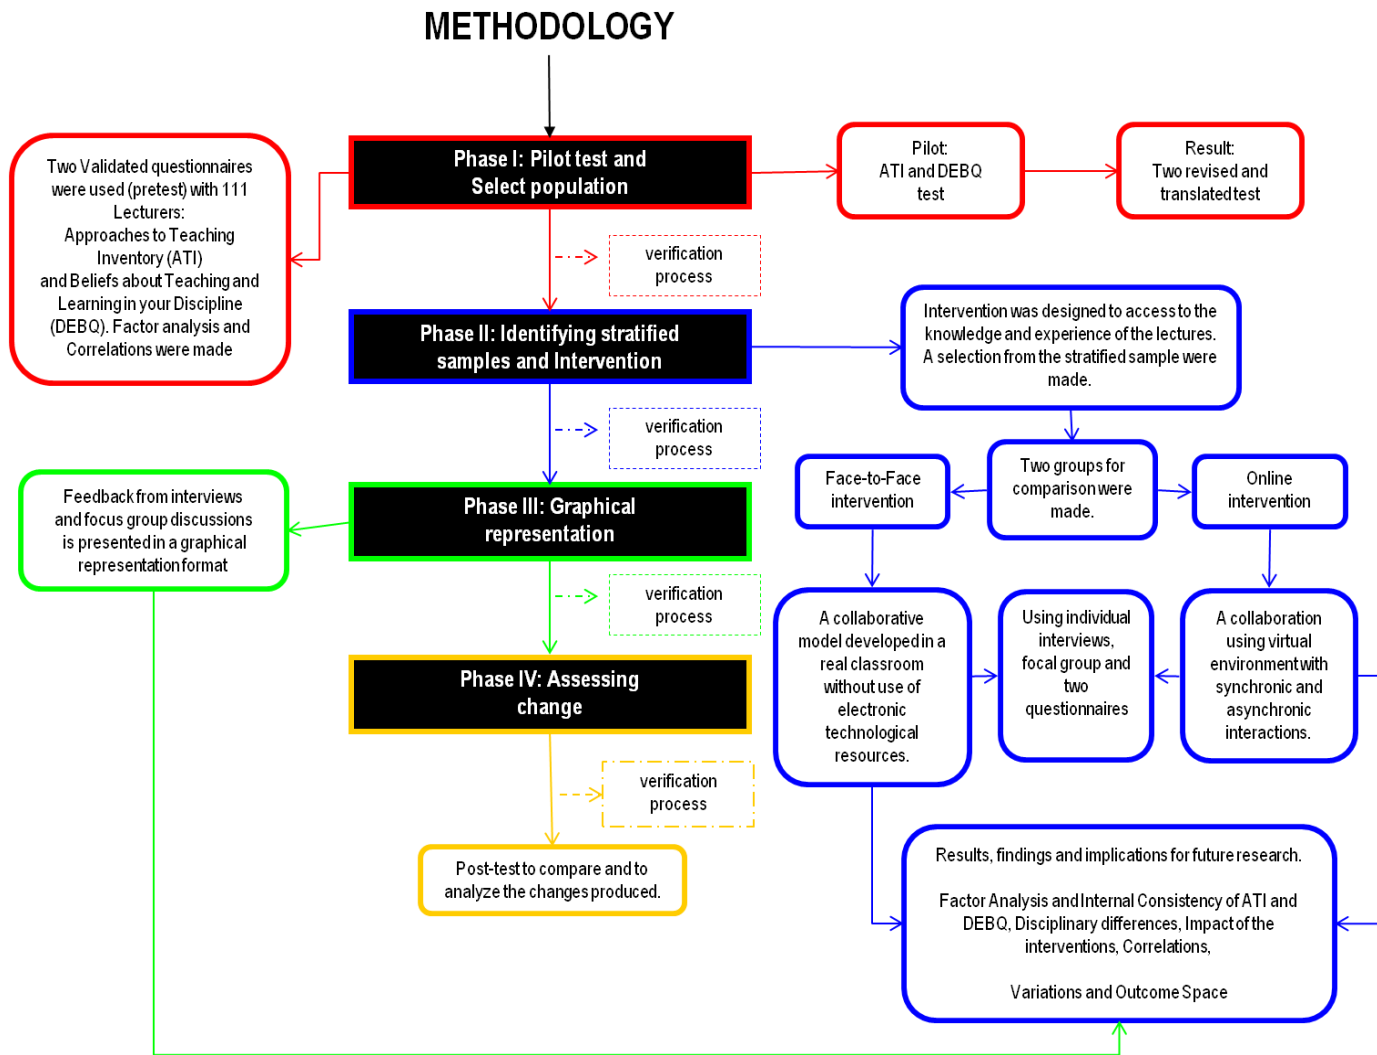 METHODOLOGY
Two Validated questionnaires
were used (pretest) with 111
Lecturers:
Approaches to Teaching
Inventory (ATI)
and Beliefs about Teaching and
Learning in your Discipline
(DEBQ). Factor analysis and
Correlations were made
Phase I: Pilot test and
Select population
Pilot:
ATI and DEBQ
test
Result:
Two revised and
translated test
verification
process
Phase II: Identifying stratified
samples and Intervention
Intervention was designed to access to the
knowledge and experience of the lectures.
A selection from the stratified sample were
made.
verification
process
Two groups for
comparison were
made.
Face-to-Face
intervention
Online
intervention
Feedback from interviews
and focus group discussions
is presented in a graphical
representation format
Phase III: Graphical
representation
verification
process
A collaborative
model developed in a
real classroom
without use of
electronic
technological
resources.
Using individual
interviews,
focal group and
two
questionnaires
A collaboration
using virtual
environment with
synchronic and
asynchronic
interactions.
Phase IV: Assessing
change
verification
process
Post-test to compare and to
analyze the changes produced.
Results, findings and implications for future research.
Factor Analysis and Internal Consistency of ATI and
DEBQ, Disciplinary differences, Impact of the
interventions, Correlations,
Variations and Outcome Space